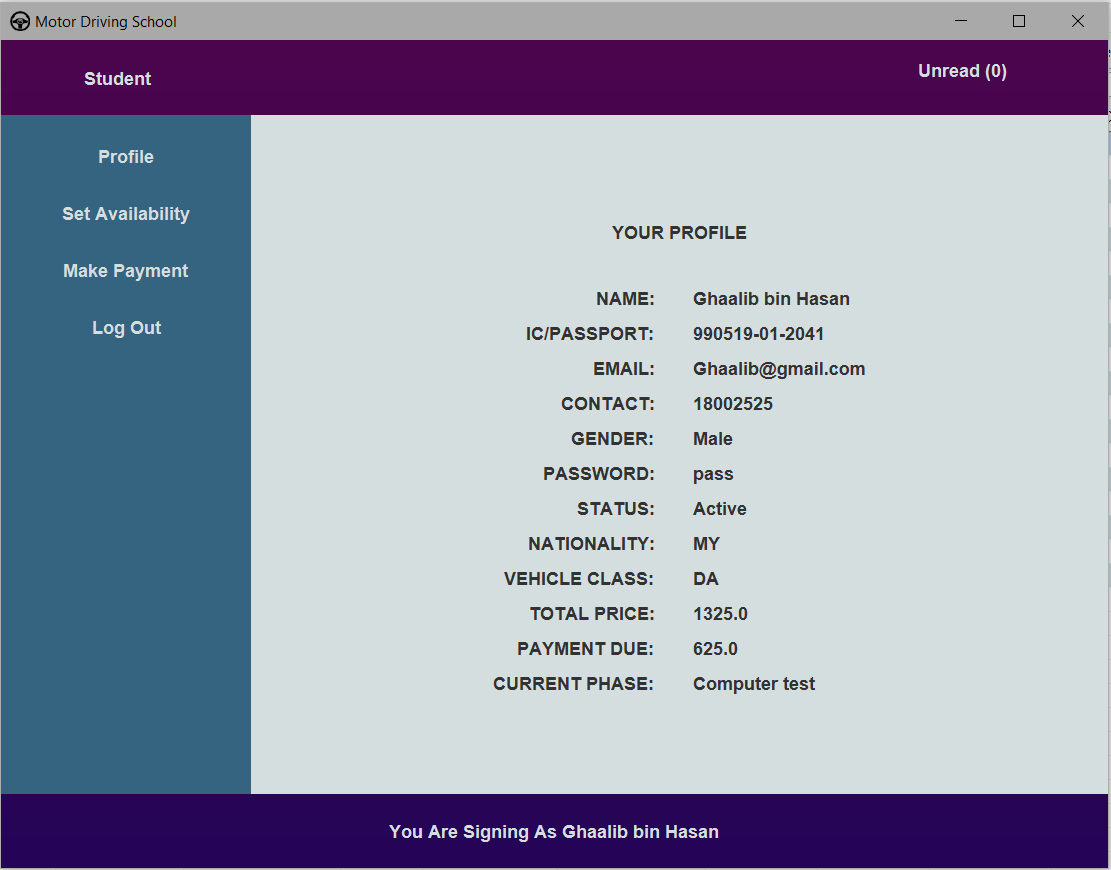 Motor Driving School
Student
Unread (0)
Profile
Set Availability
Make Payment
Log Out
YOUR PROFILE
NAME: Ghaalib bin Hasan
IC/PASSPORT: 990519-01-2041
EMAIL: Ghaalib@gmail.com
CONTACT: 18002525
GENDER: Male
PASSWORD: pass
STATUS: Active
NATIONALITY: MY
VEHICLE CLASS: DA
TOTAL PRICE: 1325.0
PAYMENT DUE: 625.0
CURRENT PHASE: Computer test
You Are Signing As Ghaalib bin Hasan